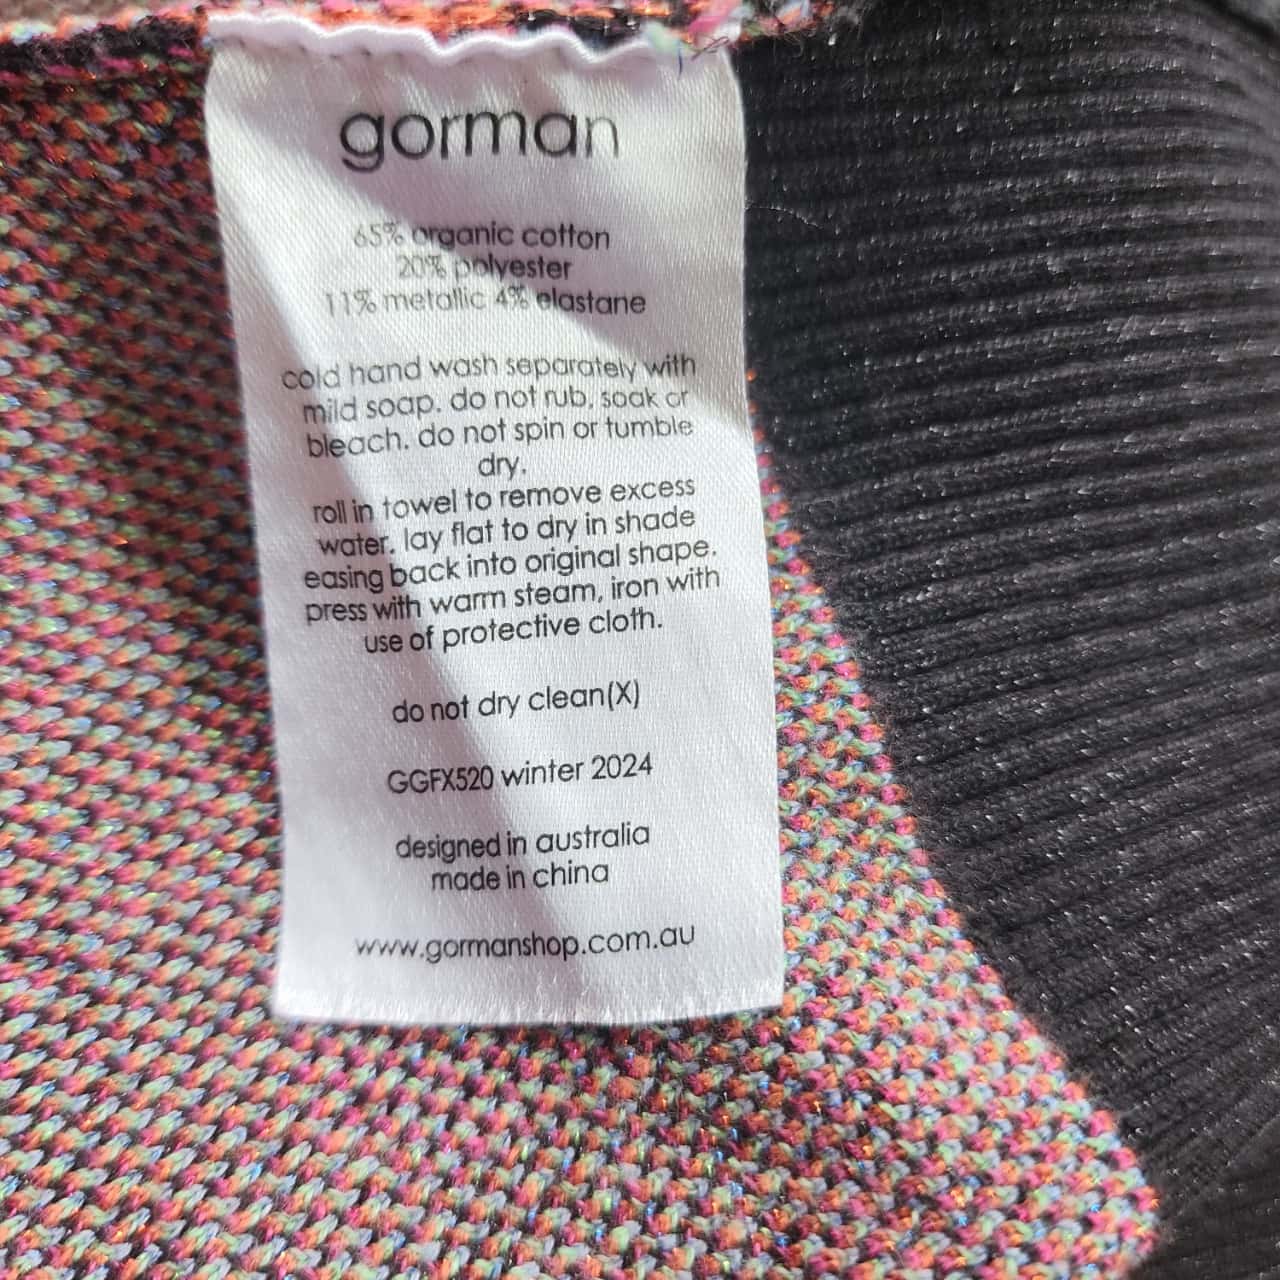 gorman
65% organic cotton
20% polyester
11% metallic 4% elastane
cold hand wash separately with
mild soap. do not rub, soak or
bleach. do not spin or tumble
dry.
roll in towel to remove excess
water. lay flat to dry in shade
easing back into original shape.
press with warm steam, iron with
use of protective cloth.
do not dry clean(X)
GGFX520 winter 2024
designed in australia
made in china
www.gormanshop.com.au